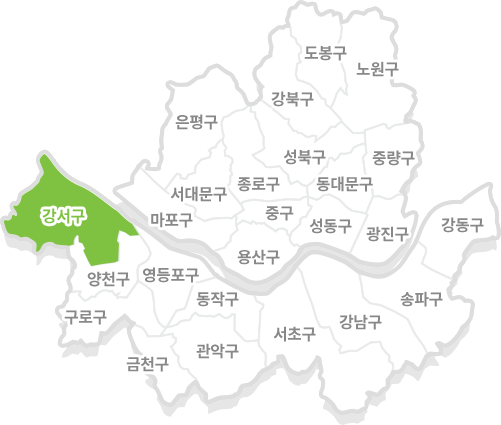 도봉구
노원구
강북구
은평구
성북구
중량구
종로구
동대문구
서대문구
강서구
마포구
중구
성동구
광진구
강동구
용산구
양천구
영등포구
동작구
송파구
구로구
강남구
서초구
관악구
금천구